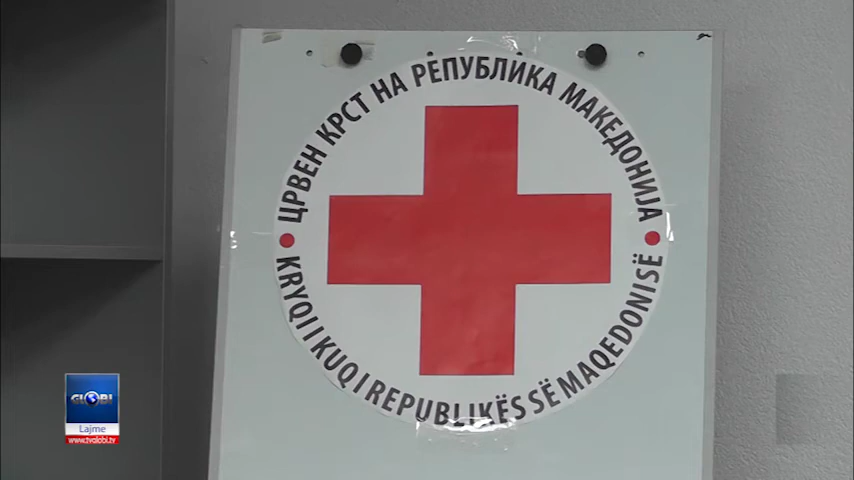 ЦРВЕН КРСТ НА РЕПУБЛИКА МАКЕДОНИЈА
KRYQI I KUQ I REPUBLIKËS SË MAQEDONISË
GLOBI
Lajme
www.tvglobi.tv